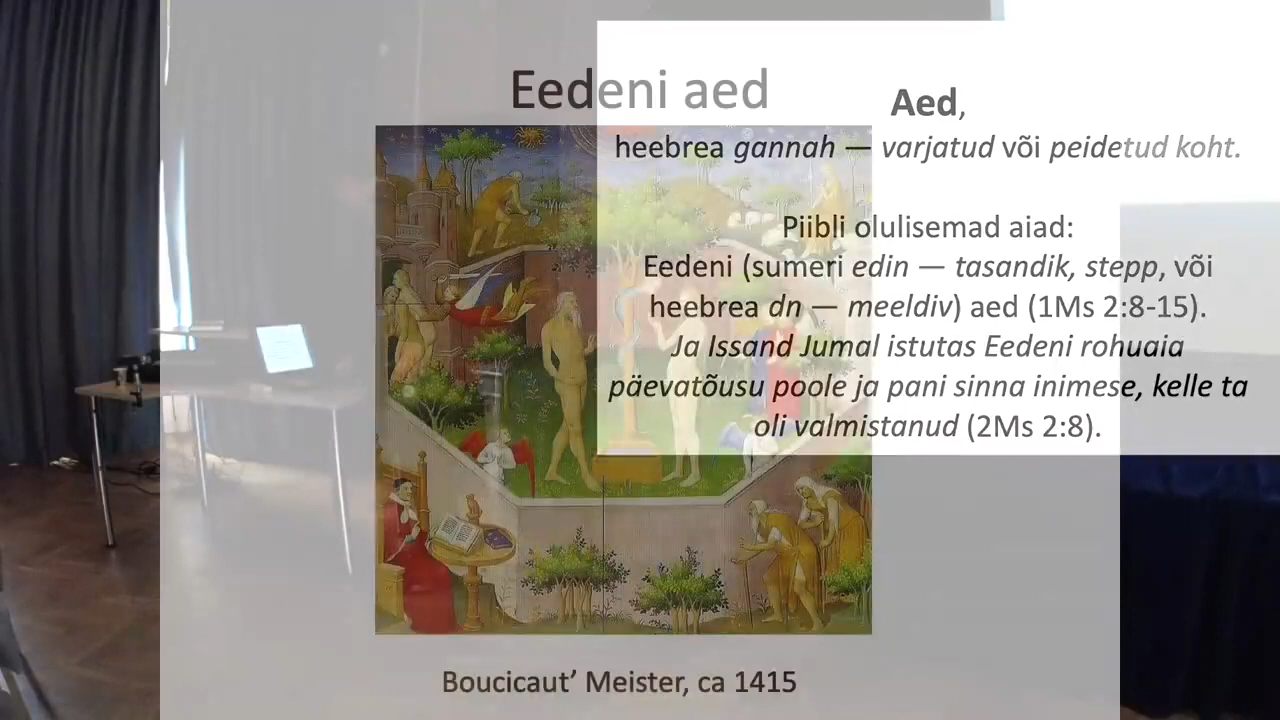 Eedeni aed
Aed,
heebrea gannah — varjatud või peidetud koht.
Piibli olulisemad aiad:
Eedeni (sumeri edin — tasandik, stepp, või
heebrea dn — meeldiv) aed (1Ms 2:8-15).
Ja Issand Jumal istutas Eedeni rohuaia
päevatõusu poole ja pani sinna inimese, kelle ta
oli valmistanud (2Ms 2:8).
Boucicaut’ Meister, ca 1415